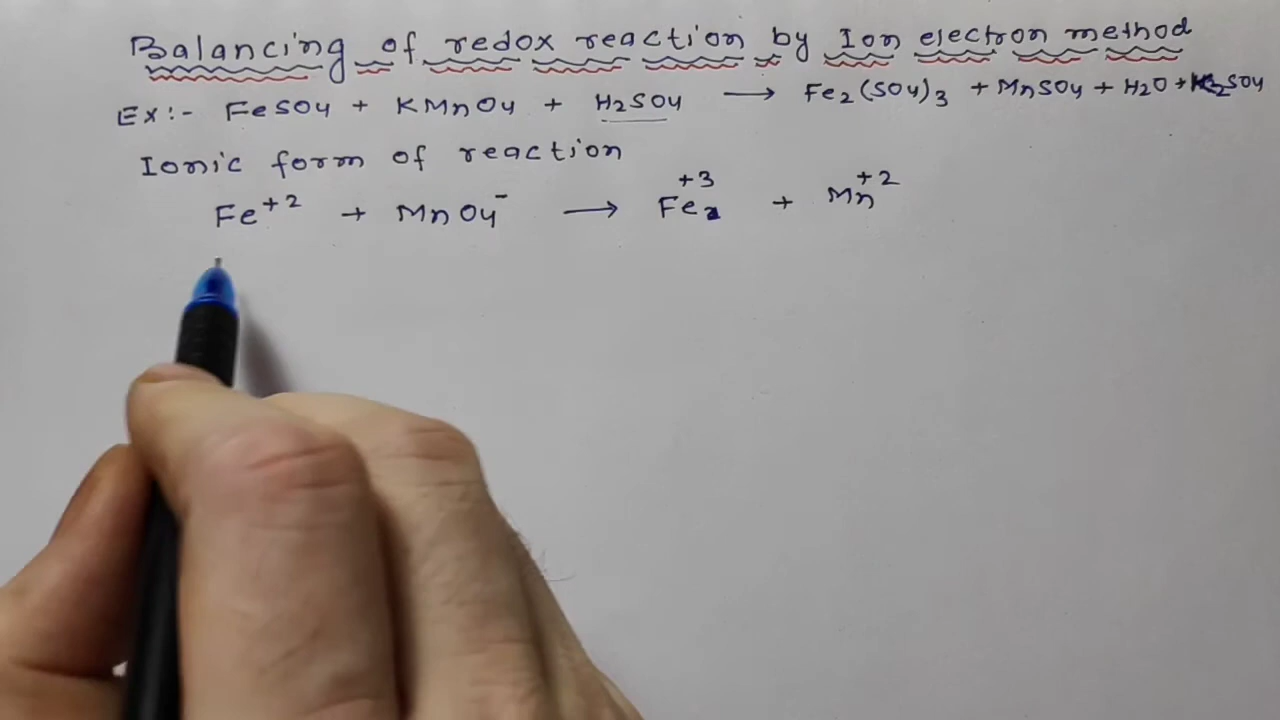 Balancing of redox reaction by Ion electron method
Ex:- FeSO4 + KMnO4 + H2SO4 → Fe2(SO4)3 + MnSO4 + H2O + K2SO4
Ionic form of reaction
Fe+2 + MnO4- → Fe2+3 + Mn+2